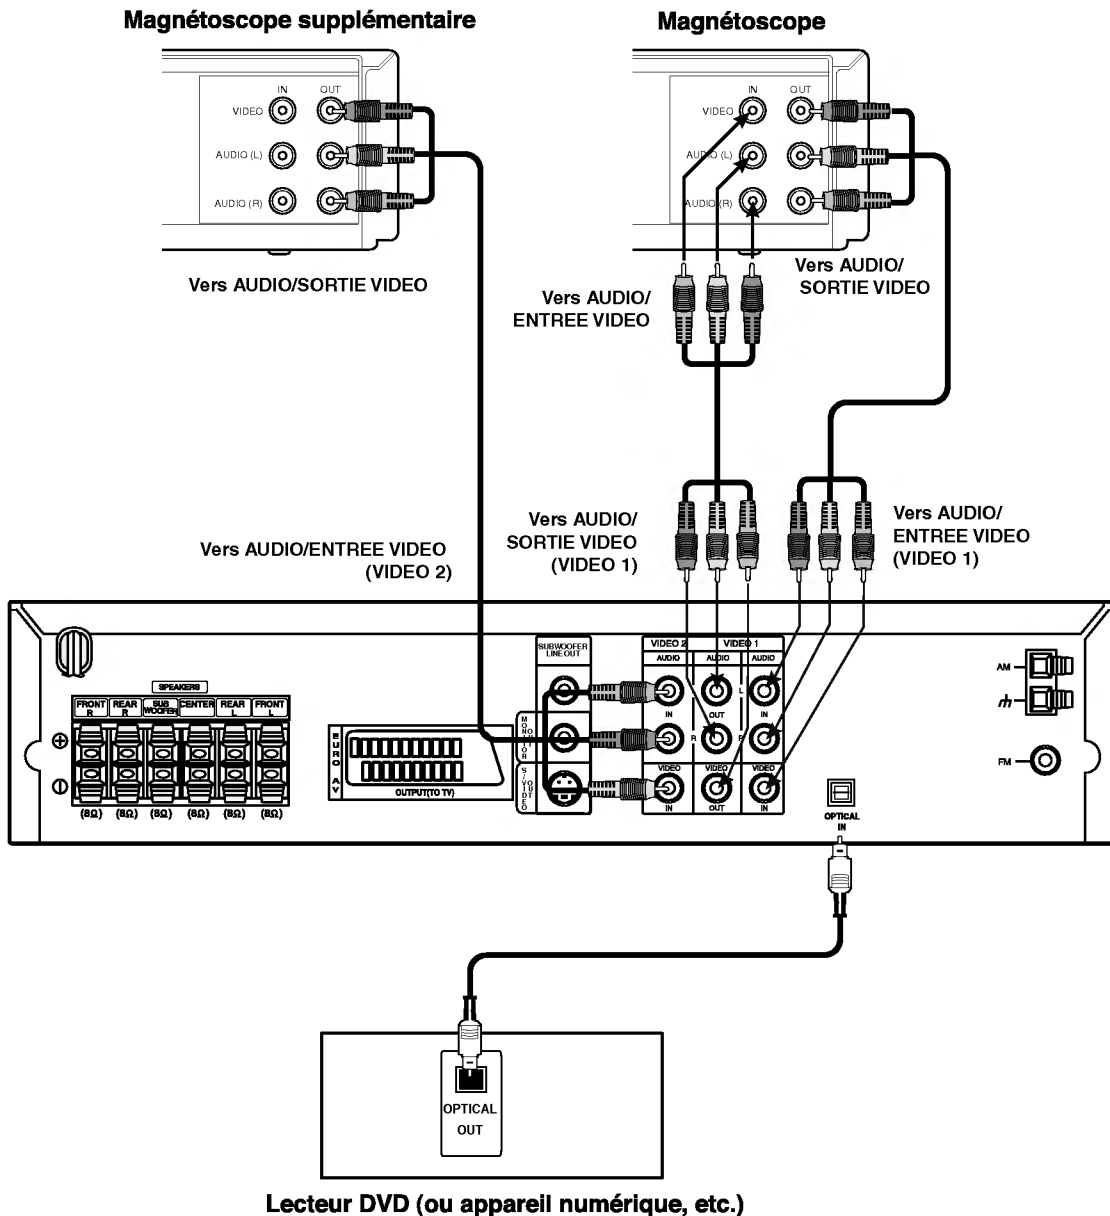 Magnétoscope supplémentaire
Magnétoscope
IN OUT
VIDEO
AUDIO (L)
AUDIO (R)
IN OUT
VIDEO
AUDIO (L)
AUDIO (R)
Vers AUDIO/SORTIE VIDEO
Vers AUDIO/
ENTREE VIDEO
Vers AUDIO/
SORTIE VIDEO
Vers AUDIO/ENTREE VIDEO
(VIDEO 2)
Vers AUDIO/
SORTIE VIDEO
(VIDEO 1)
Vers AUDIO/
ENTREE VIDEO
(VIDEO 1)
SPEAKERS
FRONT R
REAR R
SUB WOOFER
CENTER
REAR L
FRONT L
(8Ω) (8Ω) (8Ω) (8Ω) (8Ω) (8Ω)
EURO AV
OUTPUT(TO TV)
SUBWOOFER
LINE OUT
MONITOR OUT
S/VIDEO OUT
VIDEO 2 VIDEO 1
AUDIO AUDIO AUDIO
L
IN OUT IN
R R
VIDEO VIDEO VIDEO
IN OUT IN
OPTICAL
IN
AM
FM
OPTICAL
OUT
Lecteur DVD (ou appareil numérique, etc.)